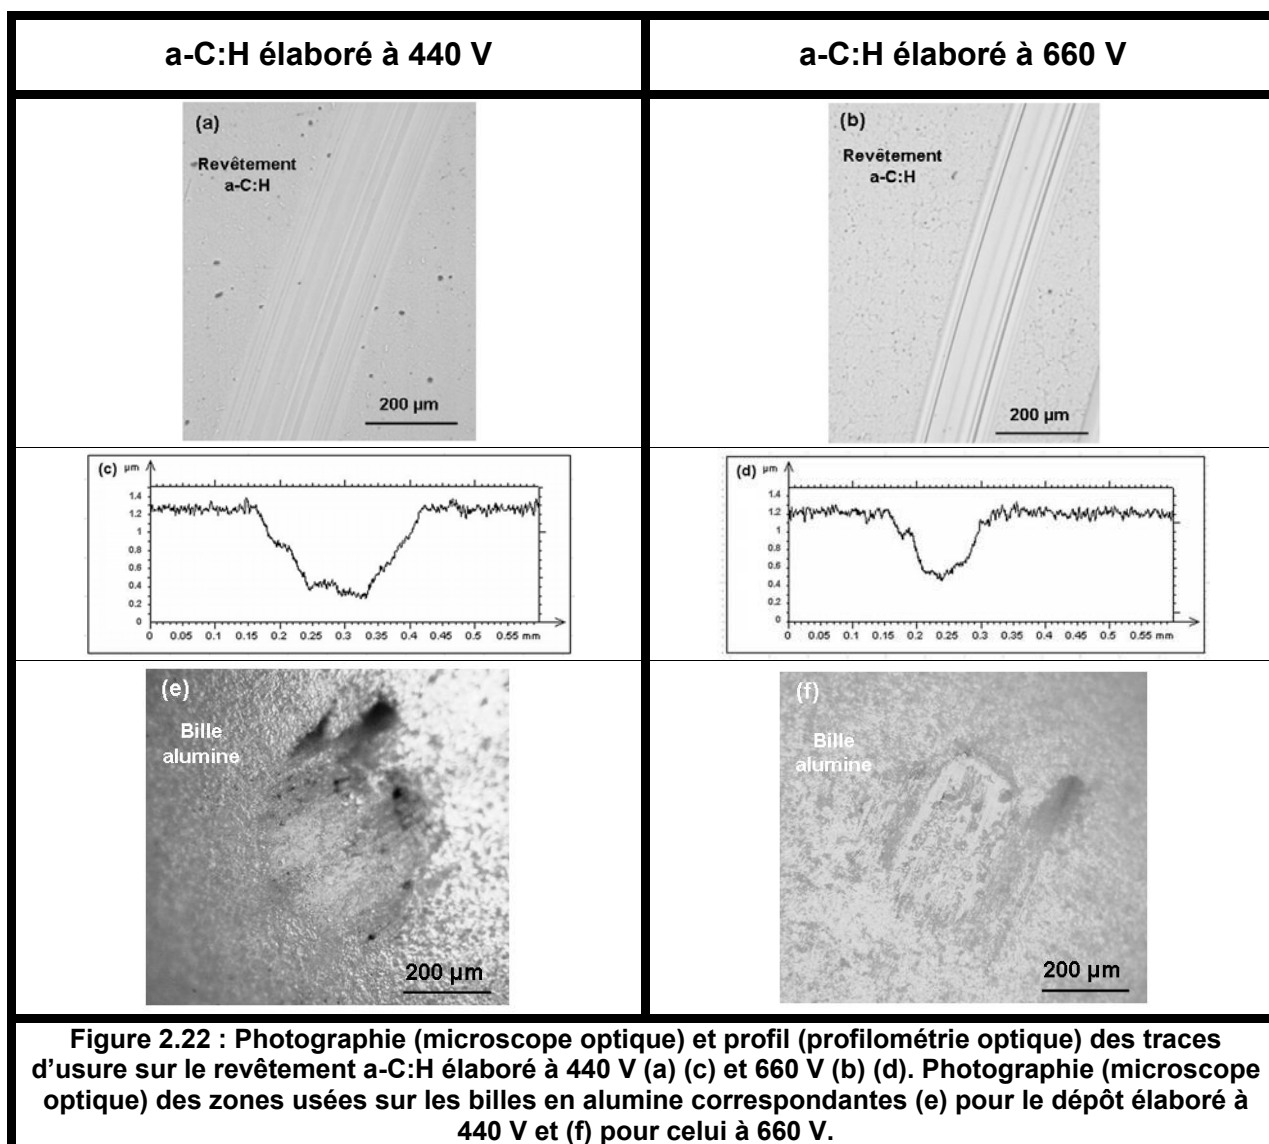 a-C:H élaboré à 440 V
a-C:H élaboré à 660 V
(a)
Revêtement
a-C:H
200 µm
(b)
Revêtement
a-C:H
200 µm
(c) µm
1.4
1.2
1
0.8
0.6
0.4
0.2
0
0 0.05 0.1 0.15 0.2 0.25 0.3 0.35 0.4 0.45 0.5 0.55 mm
(d) µm
1.4
1.2
1
0.8
0.6
0.4
0.2
0
0 0.05 0.1 0.15 0.2 0.25 0.3 0.35 0.4 0.45 0.5 0.55 mm
(e)
Bille
alumine
200 µm
(f)
Bille
alumine
200 µm
Figure 2.22 : Photographie (microscope optique) et profil (profilométrie optique) des traces
d’usure sur le revêtement a-C:H élaboré à 440 V (a) (c) et 660 V (b) (d). Photographie (microscope
optique) des zones usées sur les billes en alumine correspondantes (e) pour le dépôt élaboré à
440 V et (f) pour celui à 660 V.